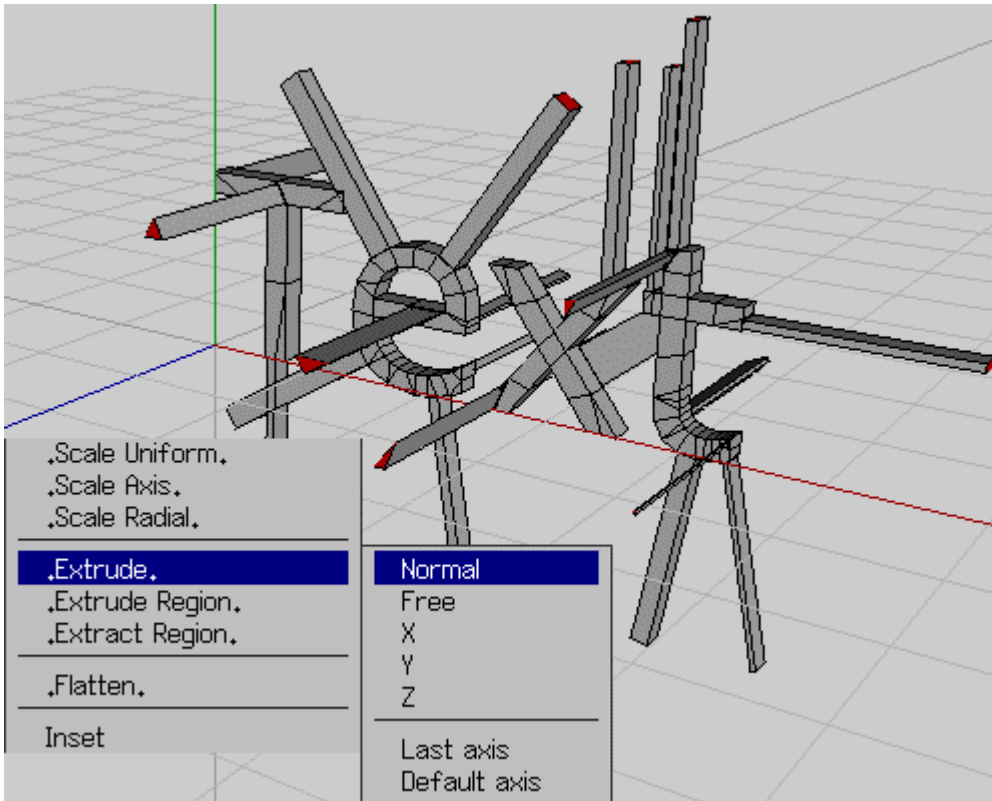 Text
.Scale Uniform.
.Scale Axis.
.Scale Radial.
.Extrude.
.Extrude Region.
.Extract Region.
.Flatten.
Inset
Normal
Free
X
Y
Z
Last axis
Default axis